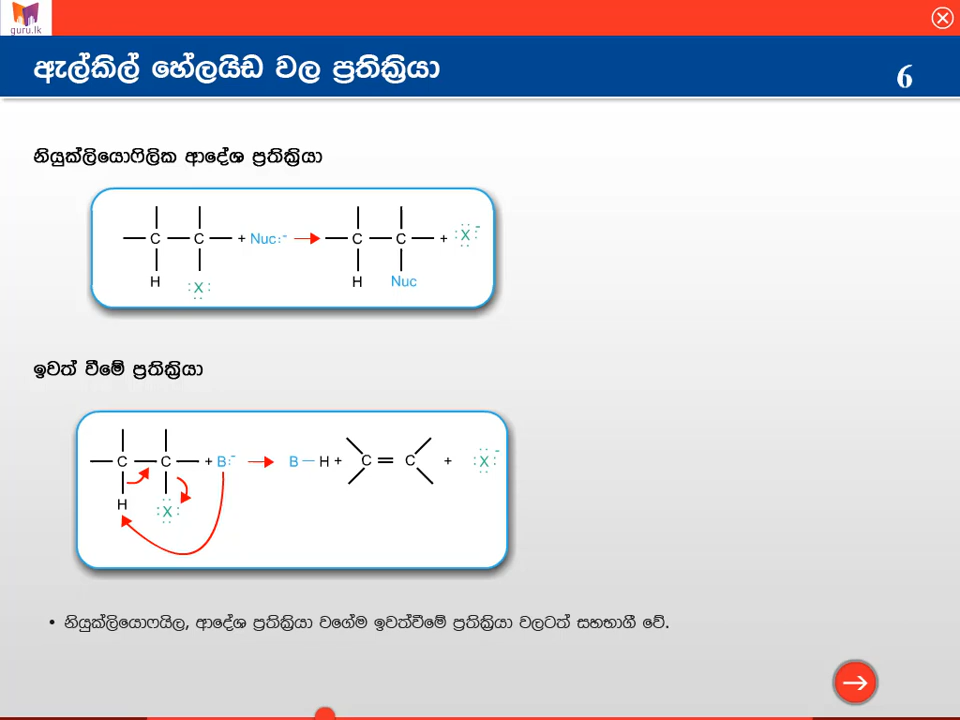 guru.lk
ඇල්කිල් හේලයිඩ වල ප්‍රතික්‍රියා
6
නියුක්ලියොෆිලික ආදේශ ප්‍රතික්‍රියා
C C + Nuc:- C C + :X:-
H :X: H Nuc
ඉවත් වීමේ ප්‍රතික්‍රියා
C C + B:- B – H + C = C + :X:-
H :X:
• නියුක්ලියොෆයිල, ආදේශ ප්‍රතික්‍රියා වගේම ඉවත්වීමේ ප්‍රතික්‍රියා වලටත් සහභාගී වේ.